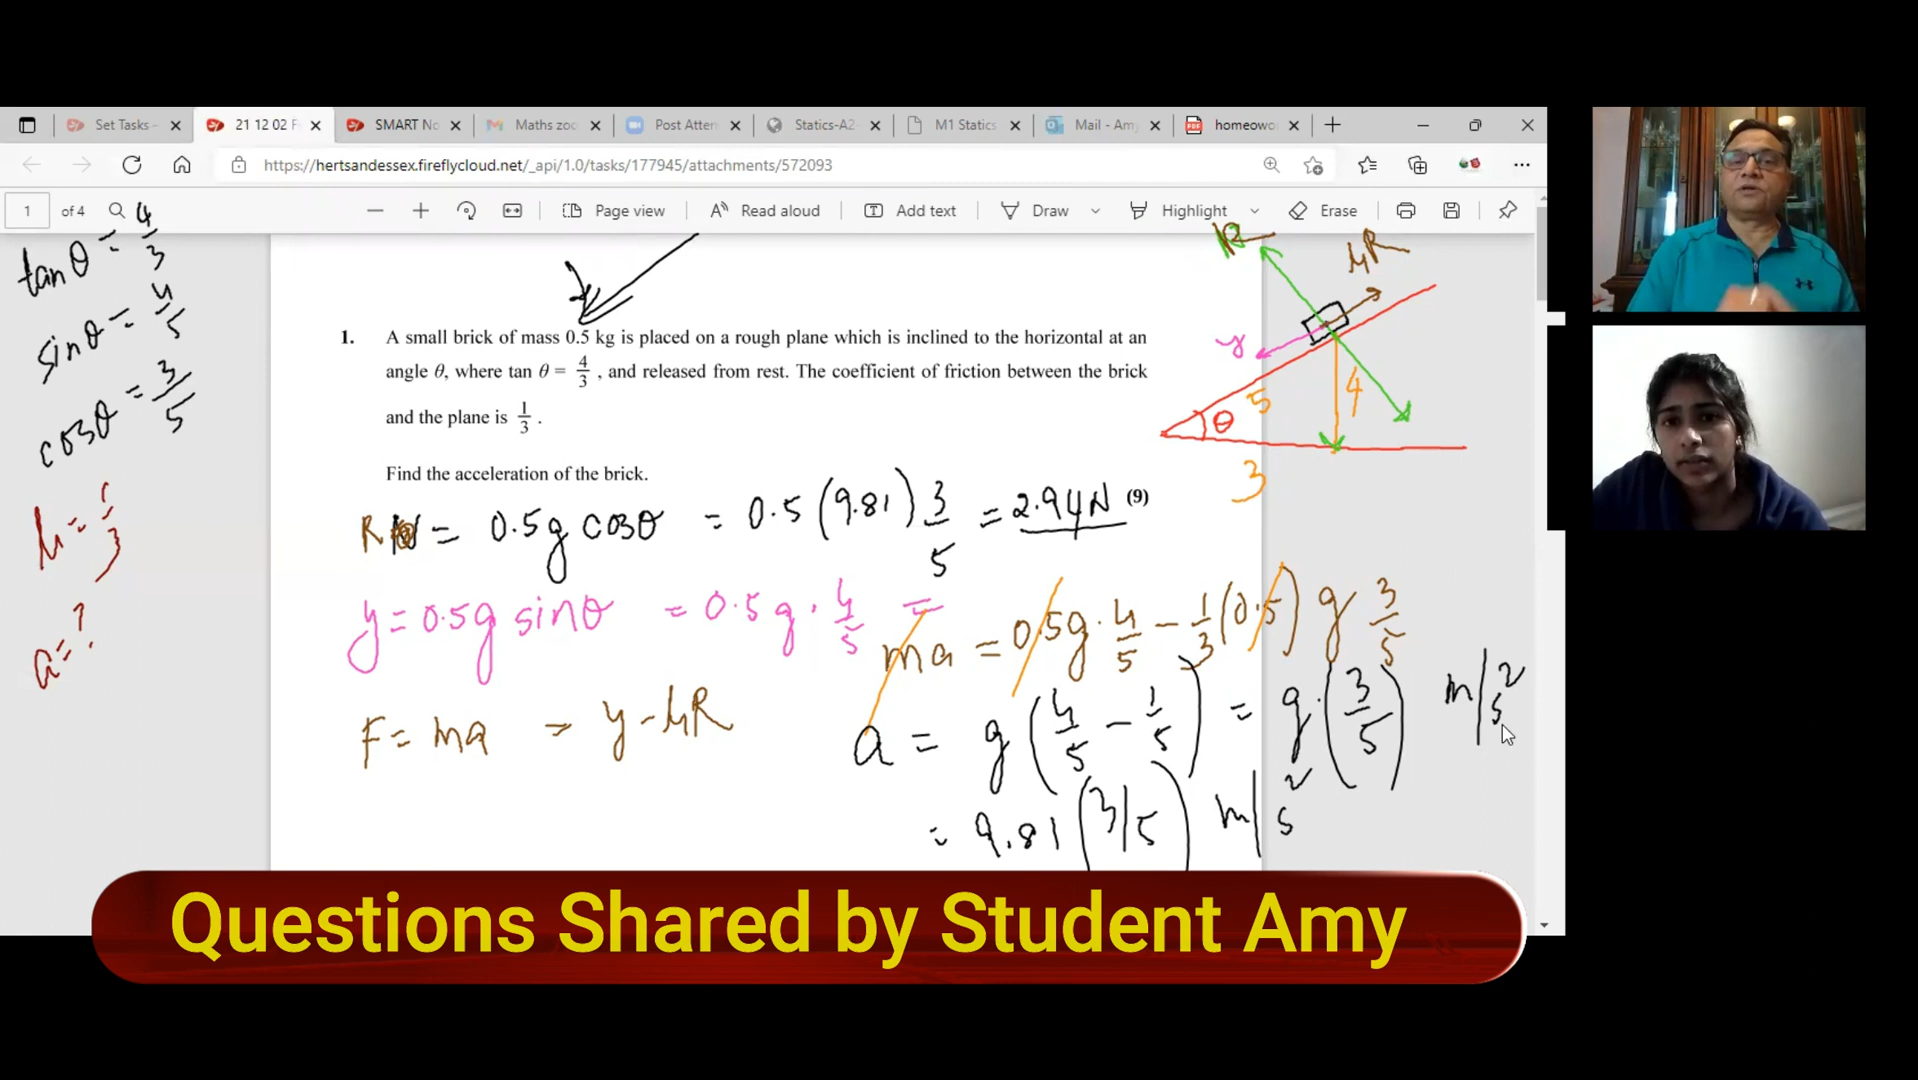 Set Tasks -
21 12 02 F
SMART No
Maths zoo
Post Atten
Statics-A2-
M1 Statics
Mail - Am
homeowo
https://hertsandessex.fireflycloud.net/_api/1.0/tasks/177945/attachments/572093
1 of 4
Page view
Read aloud
Add text
Draw
Highlight
Erase
tanθ = 4/3
sinθ = 4/5
cosθ = 3/5
μ = 1/3
a = ?
R
μR
y
5
4
θ
3
1. A small brick of mass 0.5 kg is placed on a rough plane which is inclined to the horizontal at an
angle θ, where tan θ = 4/3 , and released from rest. The coefficient of friction between the brick
and the plane is 1/3 .
Find the acceleration of the brick.
(9)
R = 0.5g cosθ = 0.5 (9.81) 3/5 = 2.94N
y = 0.5g sinθ = 0.5g · 4/5 =
ma = 0.5g · 4/5 - 1/3 (0.5) g 3/5
F = ma = y - μR
a = g (4/5 - 1/5) = g · (3/5) m/s²
= 9.81 (3/5) m/s²
Questions Shared by Student Amy